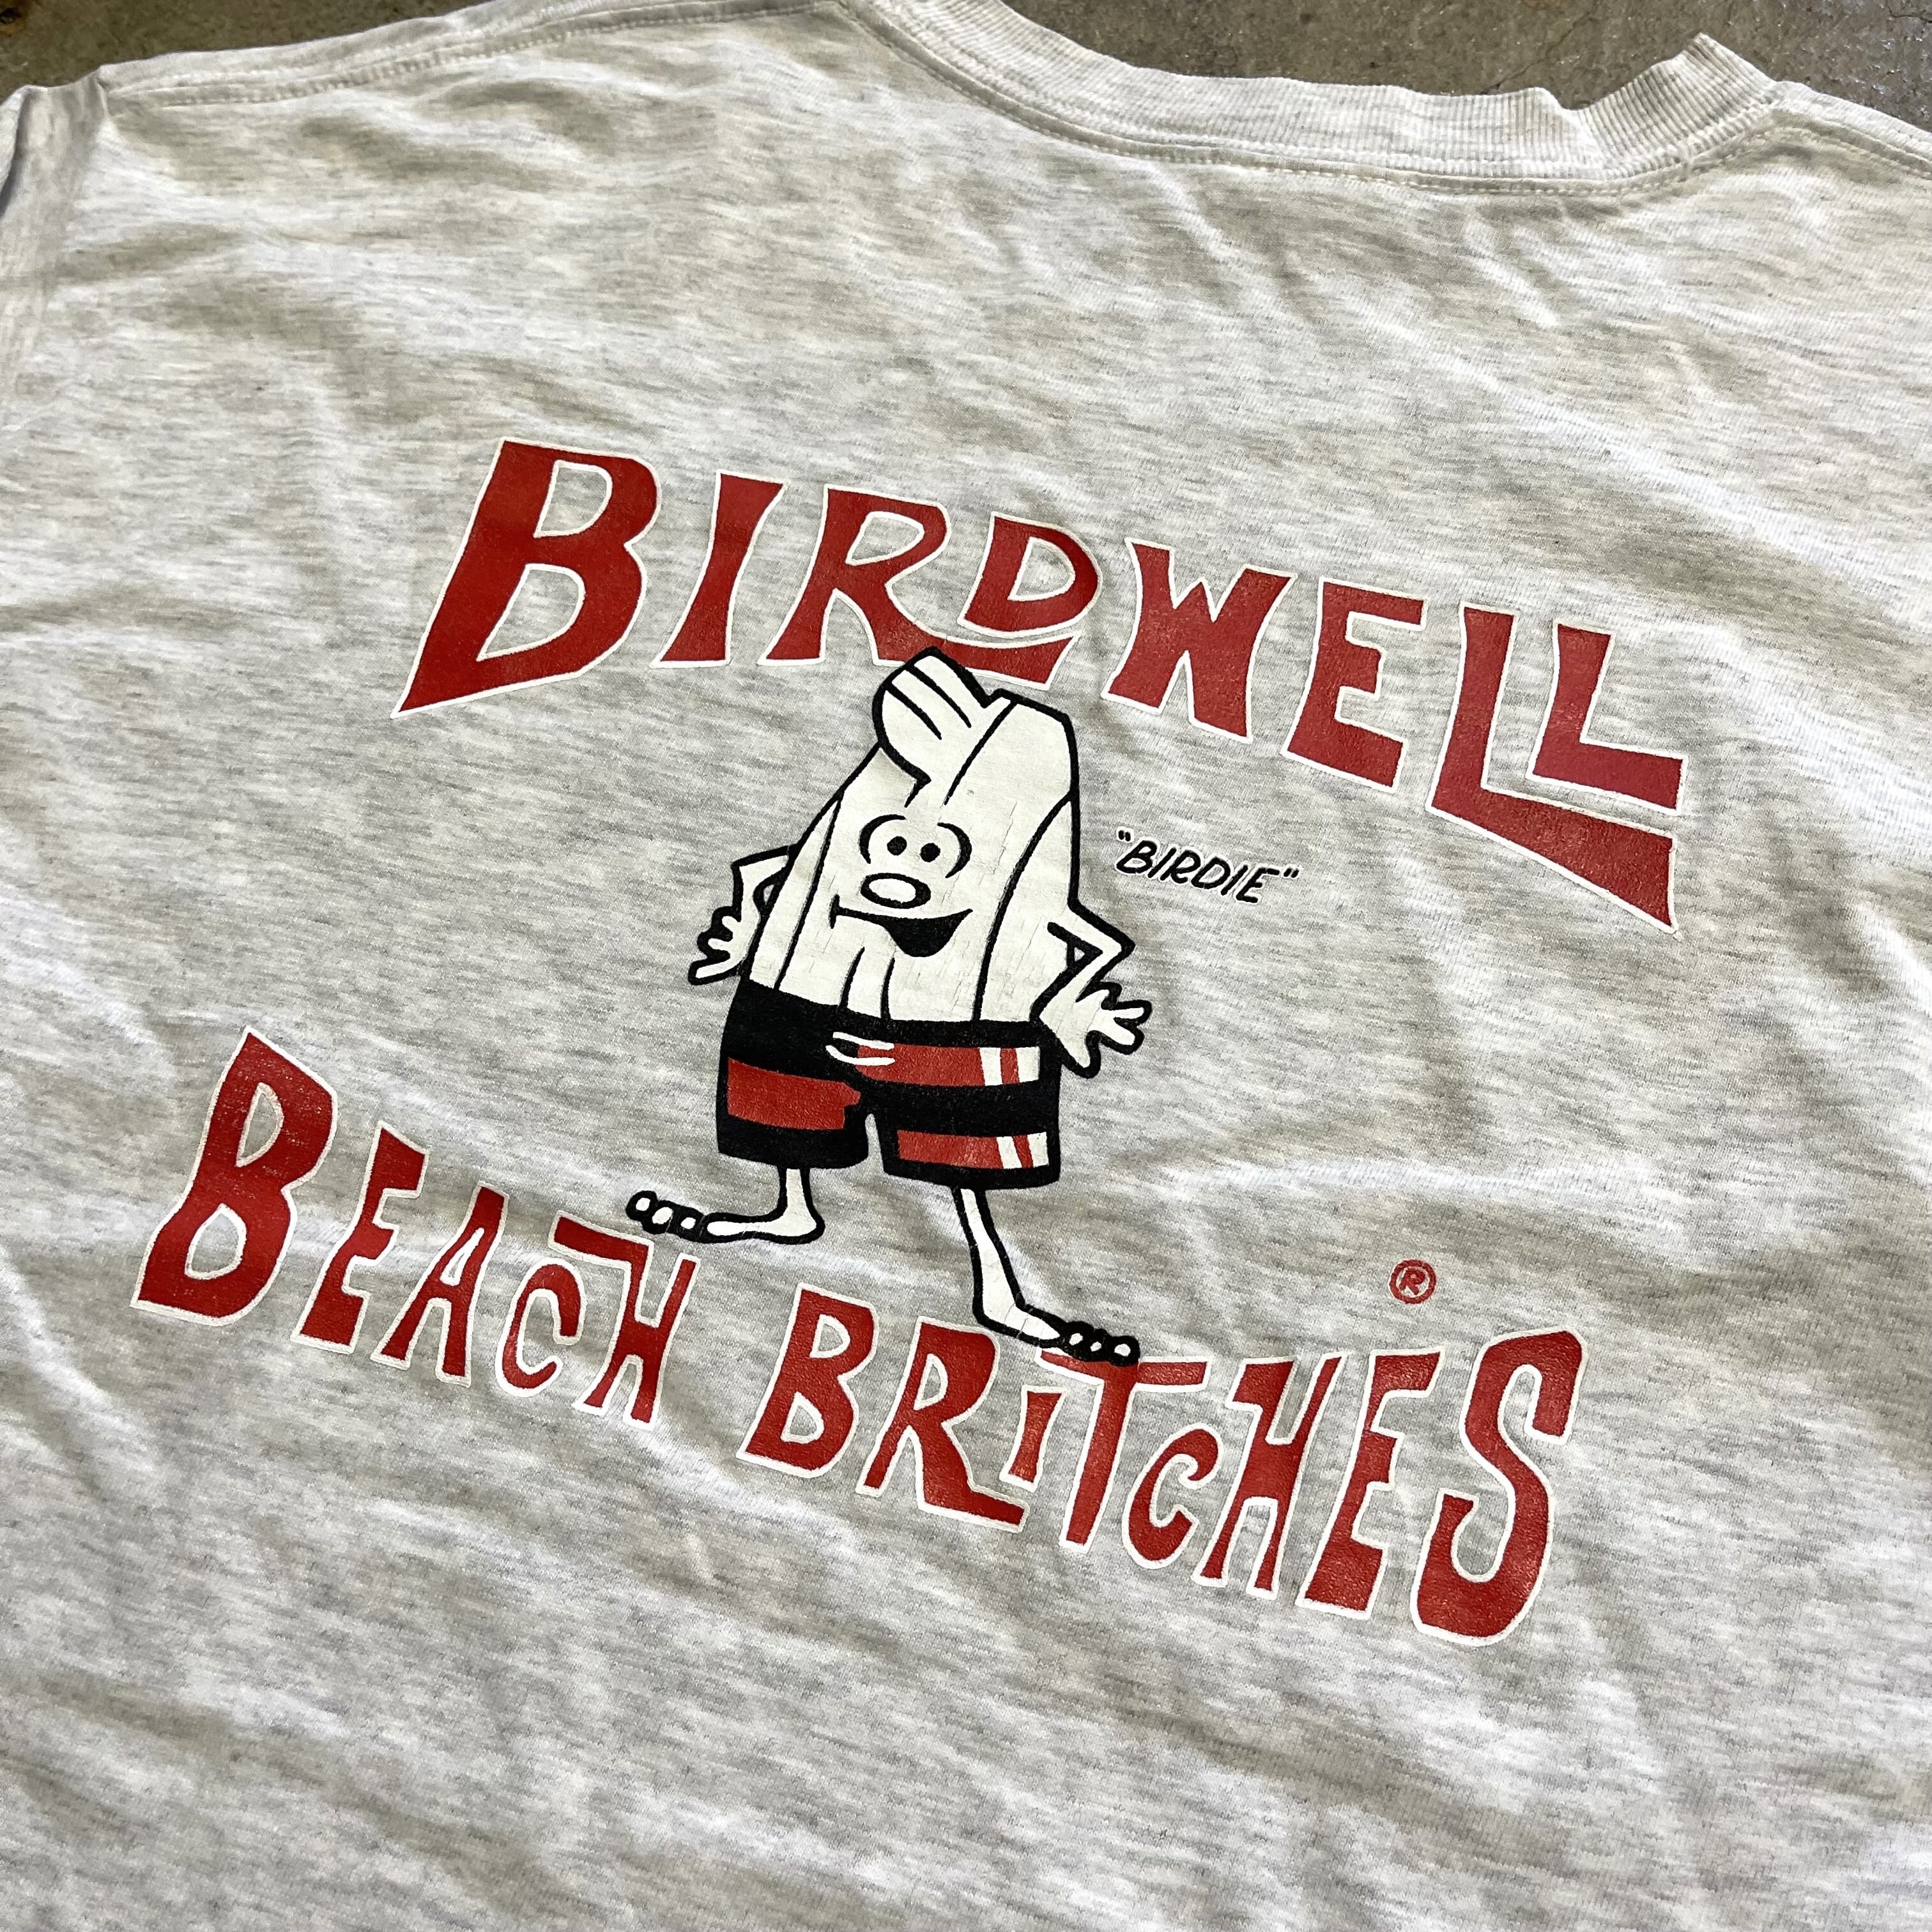 BIRDWELL
"BIRDIE"
BEACH BRITCHES ®